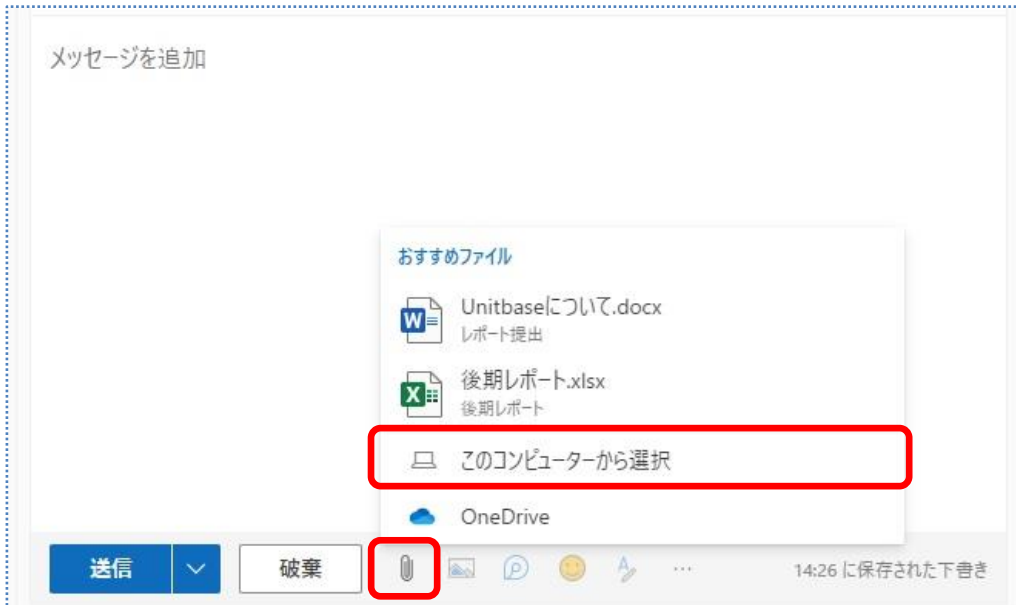 メッセージを追加
おすすめファイル
Unitbaseについて.docx
レポート提出
後期レポート.xlsx
後期レポート
このコンピューターから選択
OneDrive
送信 破棄 14:26 に保存された下書き